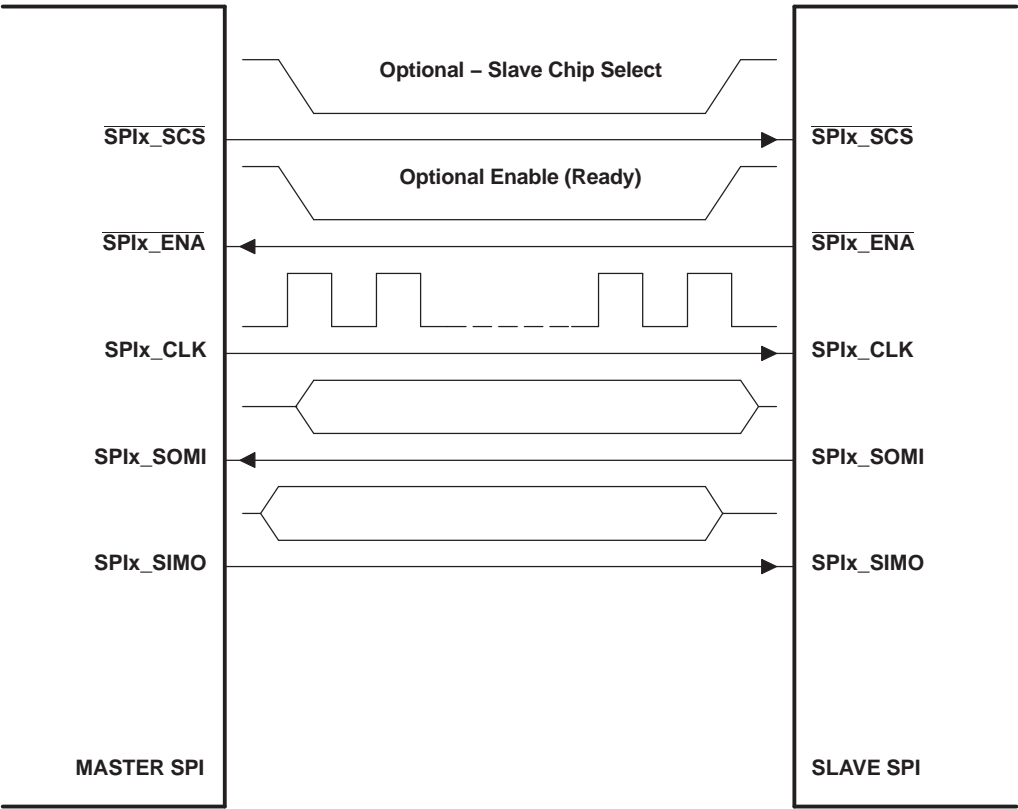 Optional – Slave Chip Select
SPIx_SCS SPIx_SCS
Optional Enable (Ready)
SPIx_ENA SPIx_ENA
SPIx_CLK SPIx_CLK
SPIx_SOMI SPIx_SOMI
SPIx_SIMO SPIx_SIMO
MASTER SPI SLAVE SPI